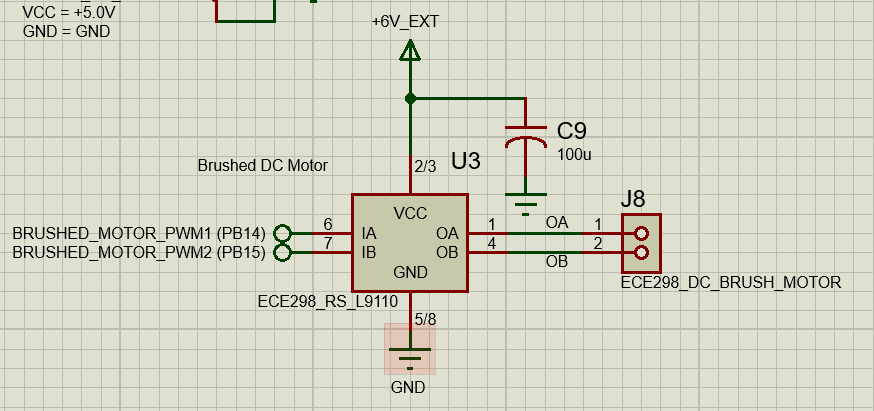 VCC = +5.0V
GND = GND
+6V_EXT
C9
100u
Brushed DC Motor
2/3
U3
J8
VCC
BRUSHED_MOTOR_PWM1 (PB14)
6
IA
OA
1
OA
1
BRUSHED_MOTOR_PWM2 (PB15)
7
IB
OB
4
OB
2
GND
ECE298_DC_BRUSH_MOTOR
ECE298_RS_L9110
5/8
GND